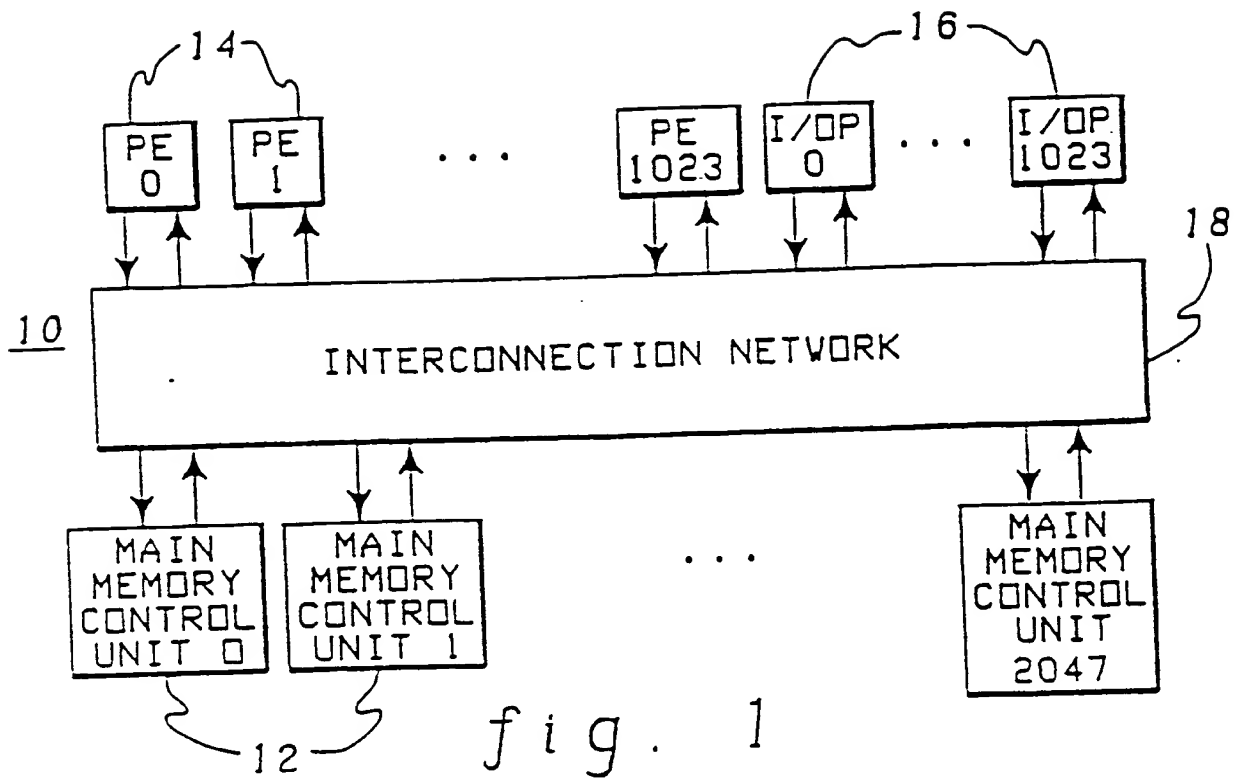 14
16
PE
0
PE
1
. . .
PE
1023
I/OP
0
. . .
I/OP
1023
18
10
INTERCONNECTION NETWORK
MAIN
MEMORY
CONTROL
UNIT 0
MAIN
MEMORY
CONTROL
UNIT 1
. . .
MAIN
MEMORY
CONTROL
UNIT
2047
12
fig. 1